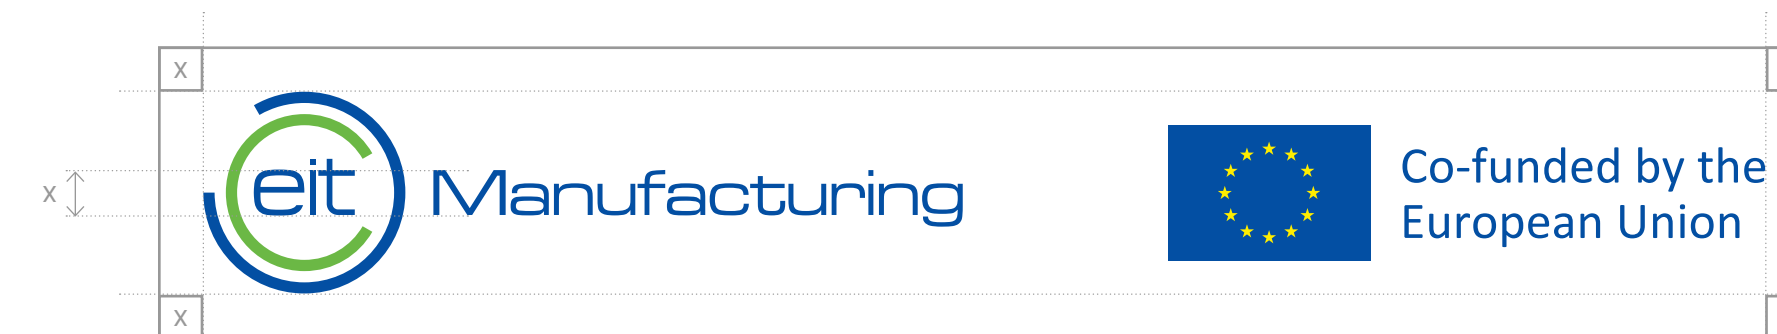 x
x
eit Manufacturing
Co-funded by the
European Union
x